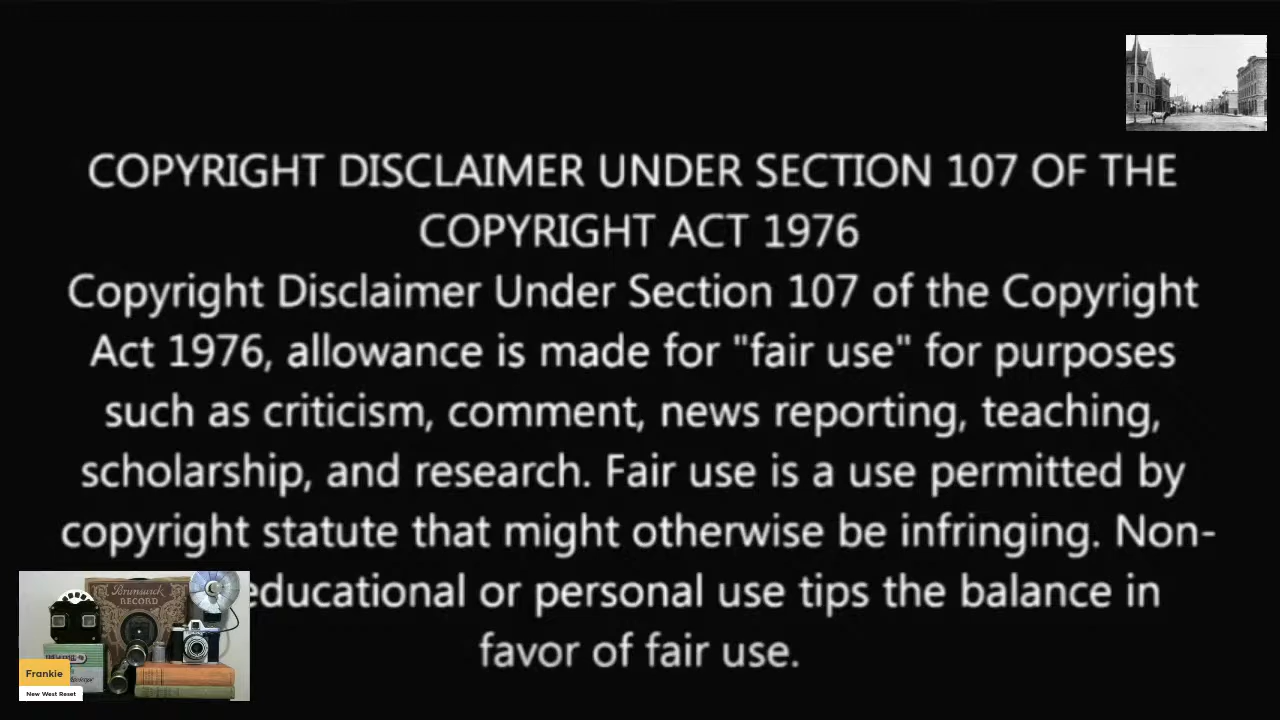 COPYRIGHT DISCLAIMER UNDER SECTION 107 OF THE
COPYRIGHT ACT 1976
Copyright Disclaimer Under Section 107 of the Copyright
Act 1976, allowance is made for "fair use" for purposes
such as criticism, comment, news reporting, teaching,
scholarship, and research. Fair use is a use permitted by
copyright statute that might otherwise be infringing. Non-
educational or personal use tips the balance in
favor of fair use.
Brunswick
RECORD
Frankie
New West Reset